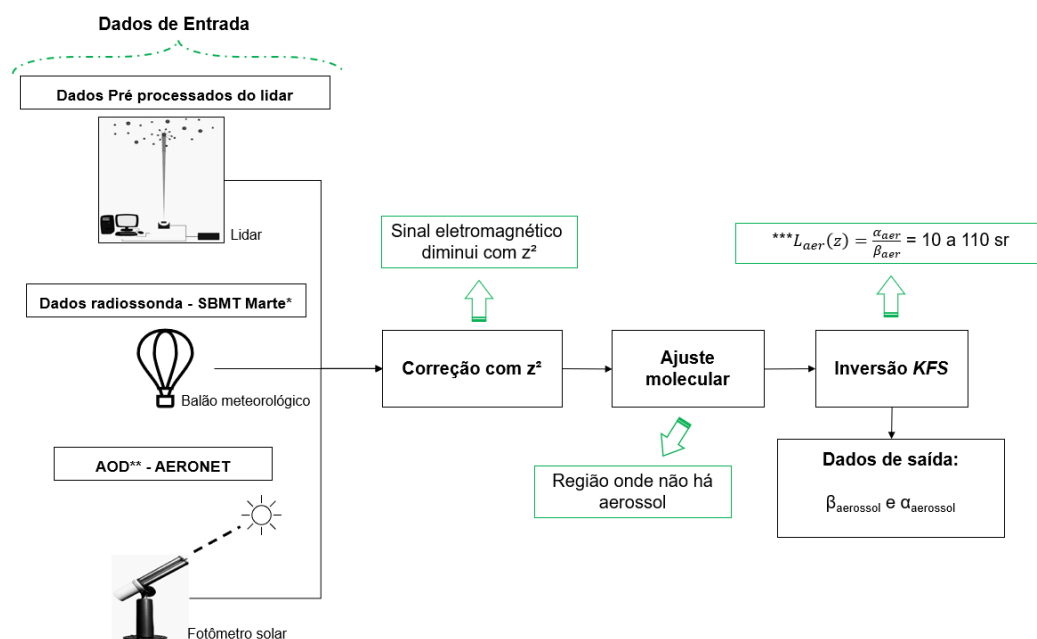 Dados de Entrada
Dados Pré processados do lidar
Lidar
Dados radiossonda - SBMT Marte*
Balão meteorológico
AOD** - AERONET
Fotômetro solar
Sinal eletromagnético
diminui com z²
Correção com z²
Ajuste
molecular
Região onde não há
aerossol
***L_aer(z) = α_aer/β_aer = 10 a 110 sr
Inversão KFS
Dados de saída:
β_aerossol e α_aerossol